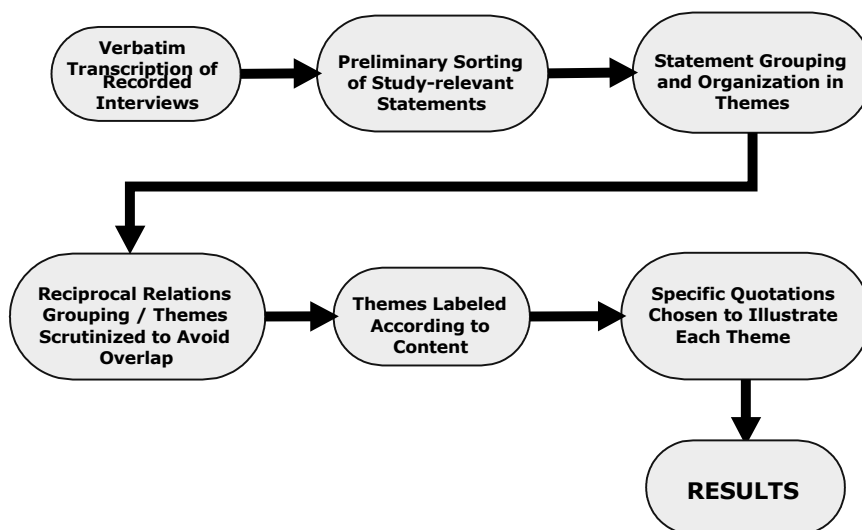 Verbatim
Transcription of
Recorded
Interviews
Preliminary Sorting
of Study-relevant
Statements
Statement Grouping
and Organization in
Themes
Reciprocal Relations
Grouping / Themes
Scrutinized to Avoid
Overlap
Themes Labeled
According to
Content
Specific Quotations
Chosen to Illustrate
Each Theme
RESULTS